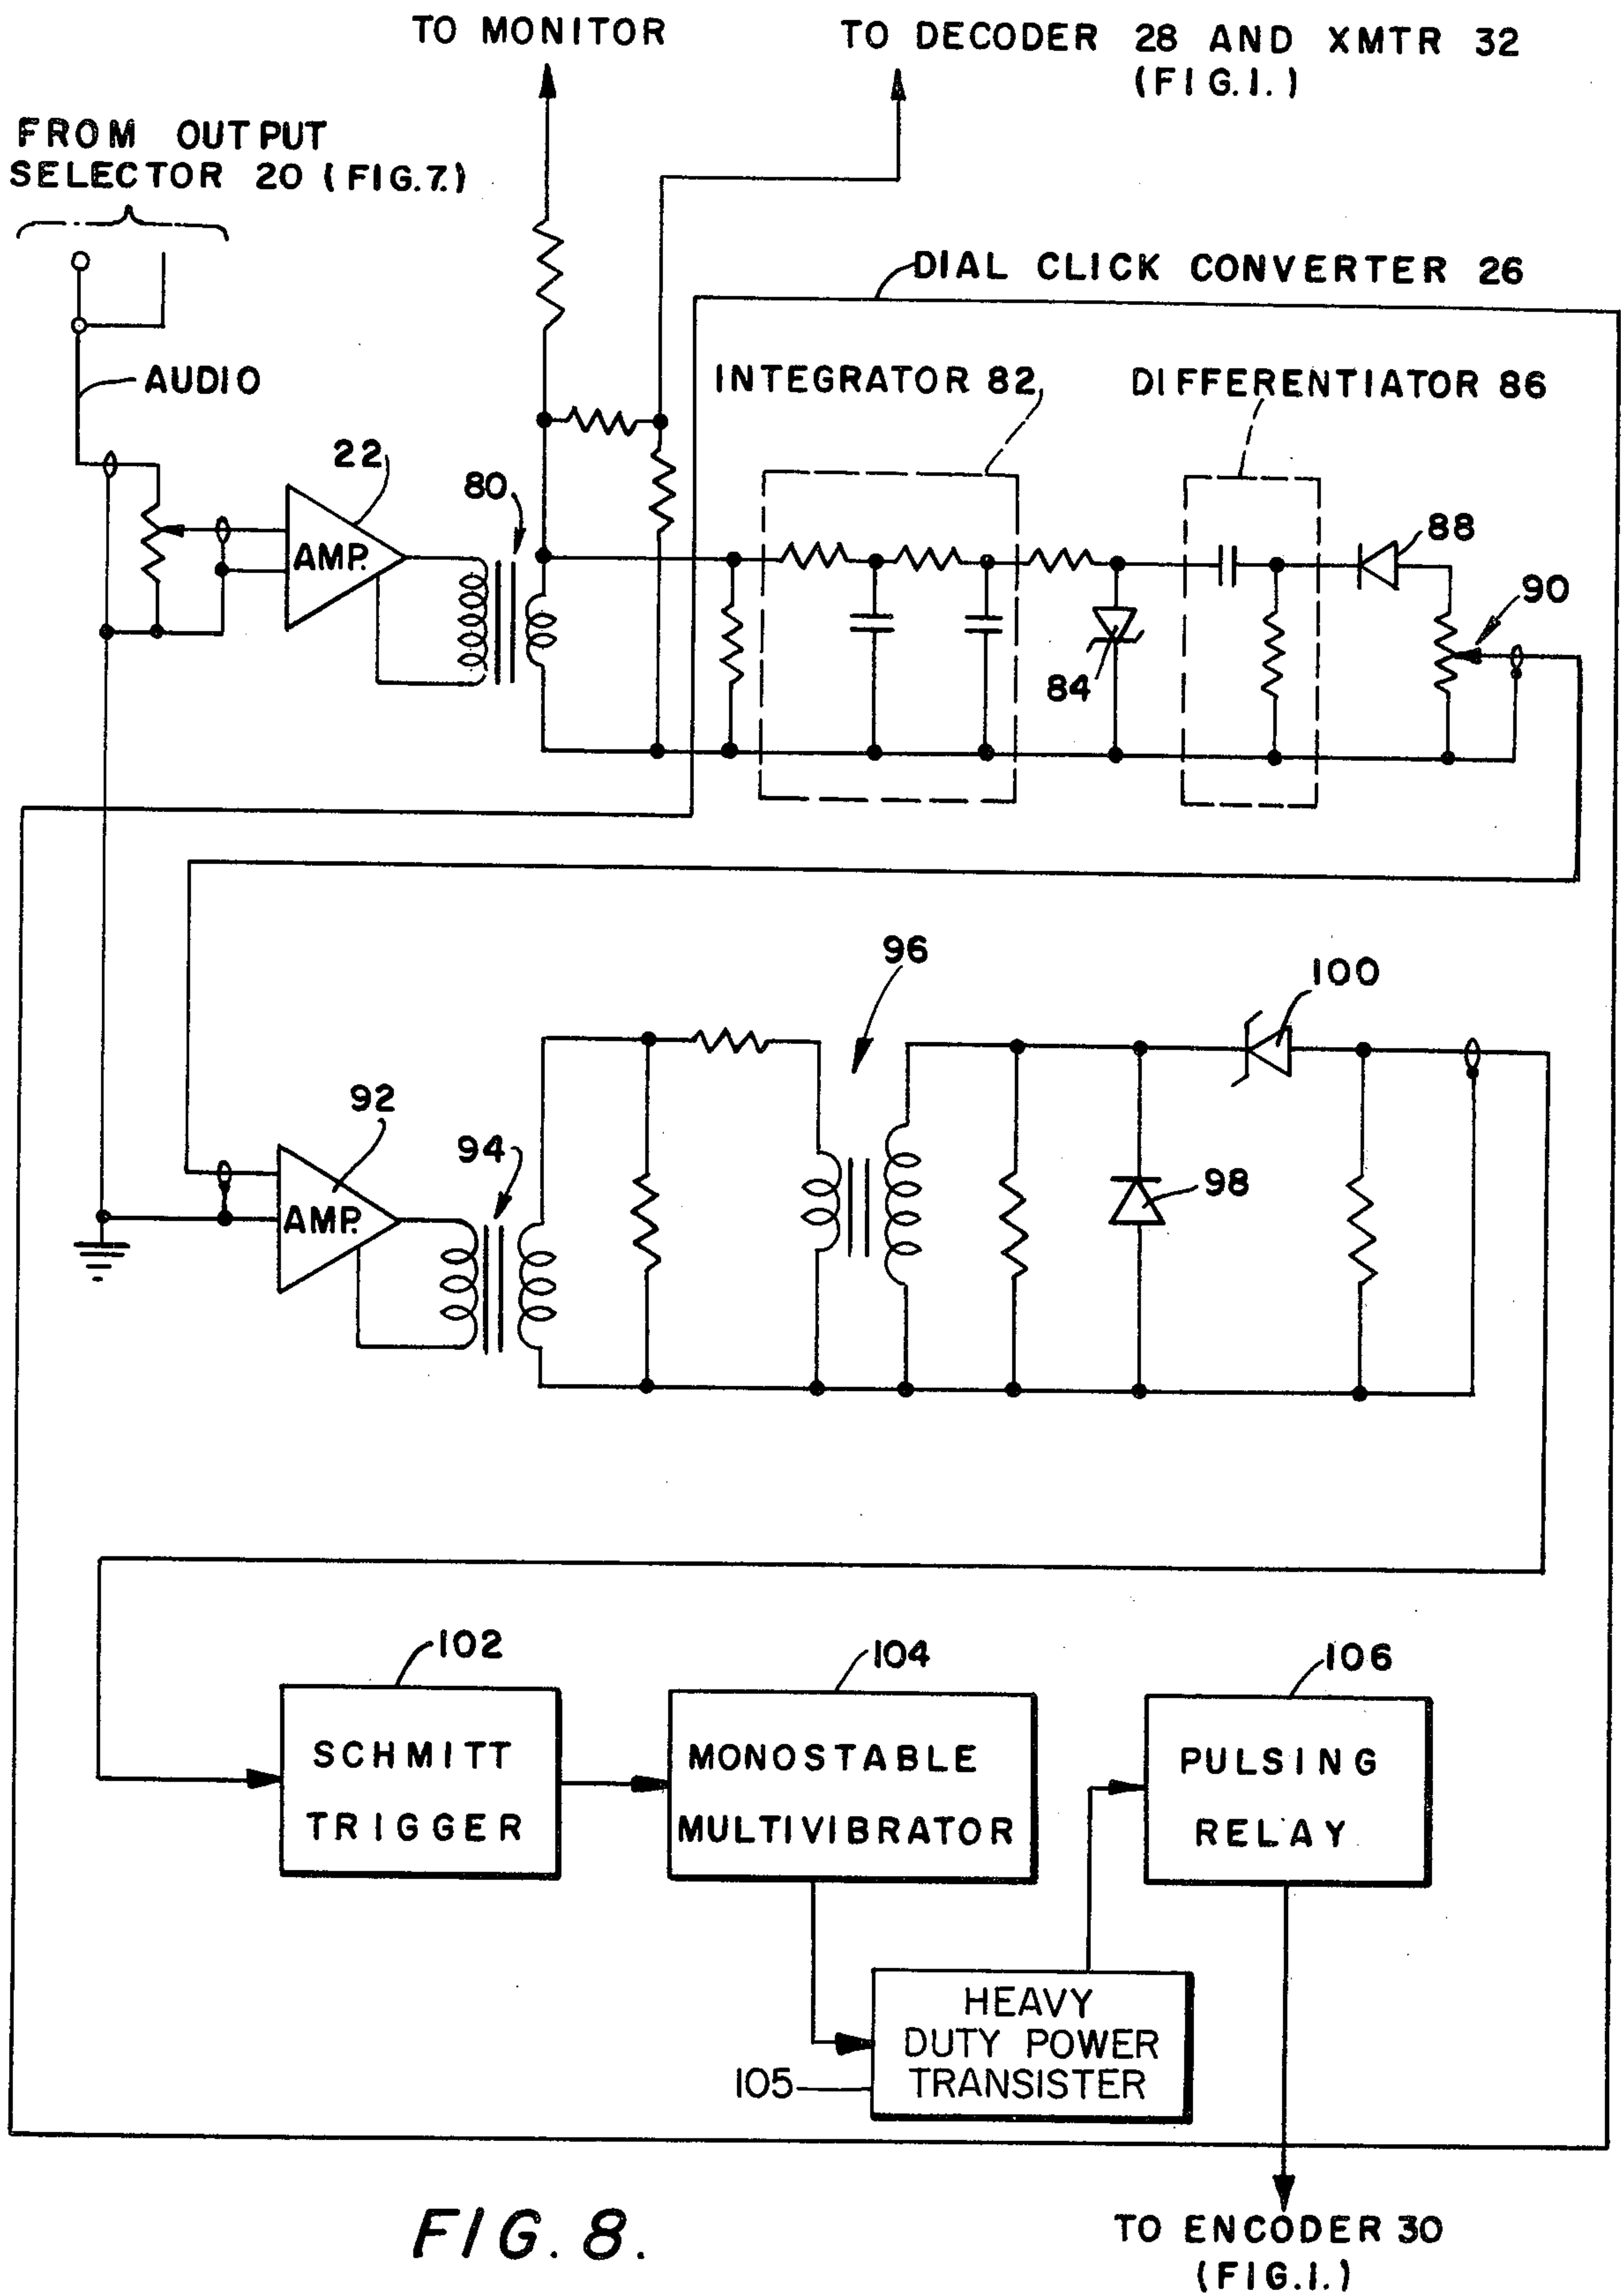 TO MONITOR
TO DECODER 28 AND XMTR 32
(FIG.1.)
FROM OUTPUT
SELECTOR 20 (FIG.7.)
DIAL CLICK CONVERTER 26
AUDIO
INTEGRATOR 82
DIFFERENTIATOR 86
22
80
AMP.
88
90
84
96
100
92
94
98
AMP.
102
104
106
SCHMITT
TRIGGER
MONOSTABLE
MULTIVIBRATOR
PULSING
RELAY
HEAVY
DUTY POWER
TRANSISTER
105
FIG. 8.
TO ENCODER 30
(FIG.1.)